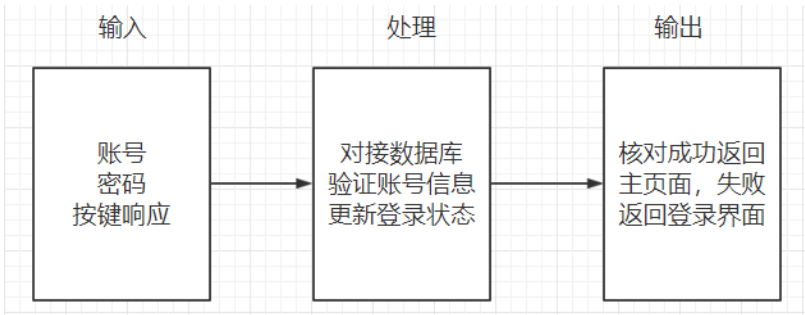 输入
处理
输出
账号
密码
按键响应
对接数据库
验证账号信息
更新登录状态
核对成功返回
主页面，失败
返回登录界面